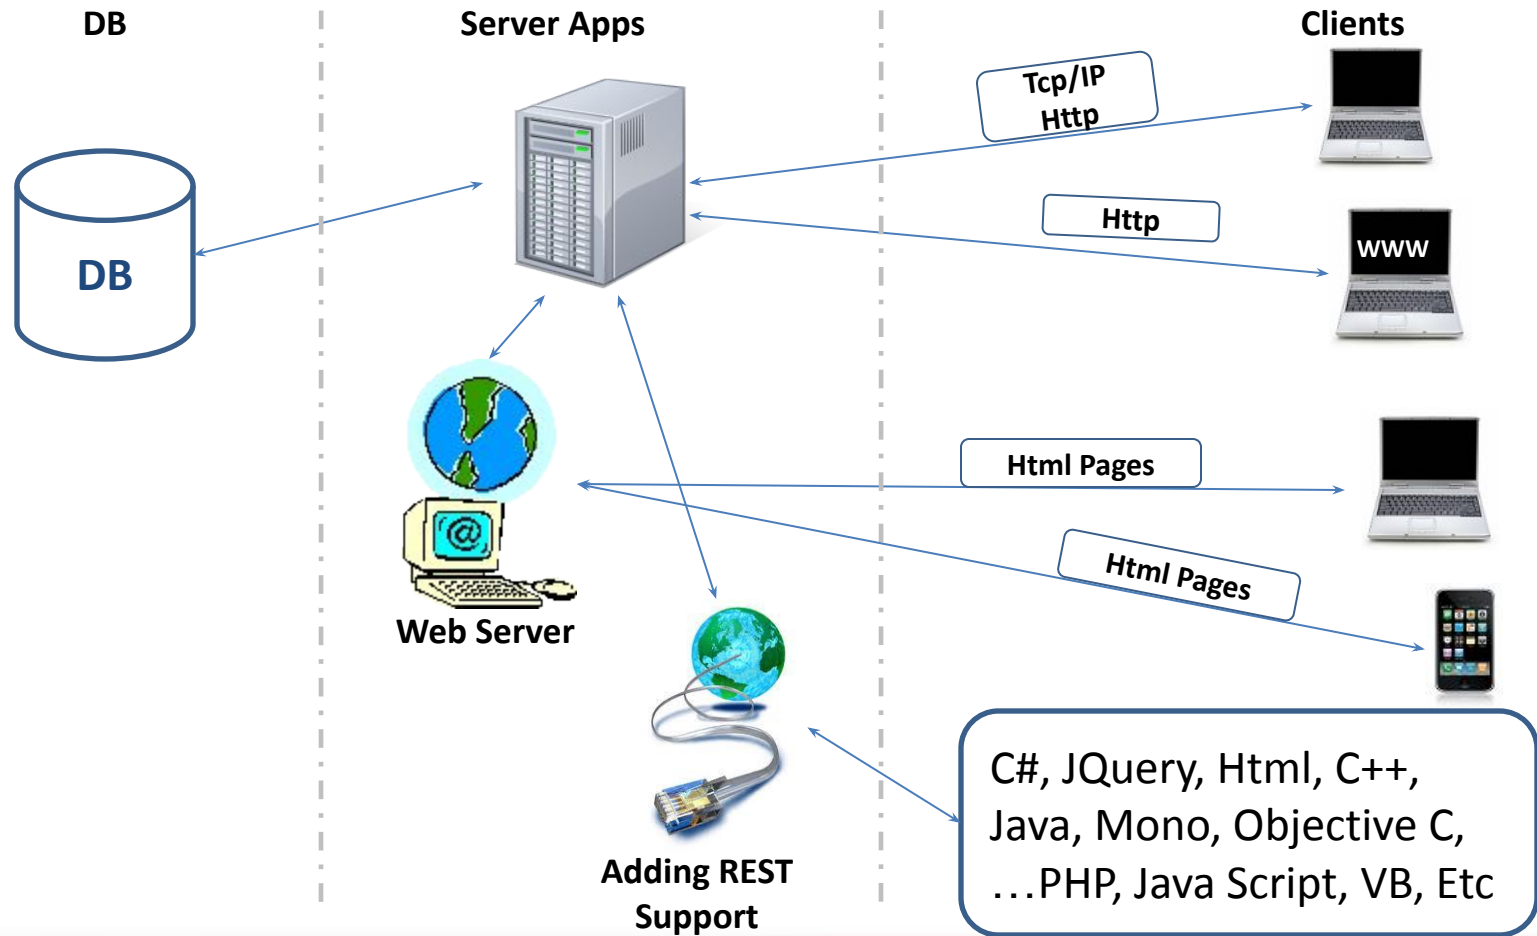 DB
Server Apps
Clients
Tcp/IP
Http
Http
WWW
DB
@
Html Pages
Html Pages
Web Server
C#, JQuery, Html, C++,
Java, Mono, Objective C,
...PHP, Java Script, VB, Etc
Adding REST
Support